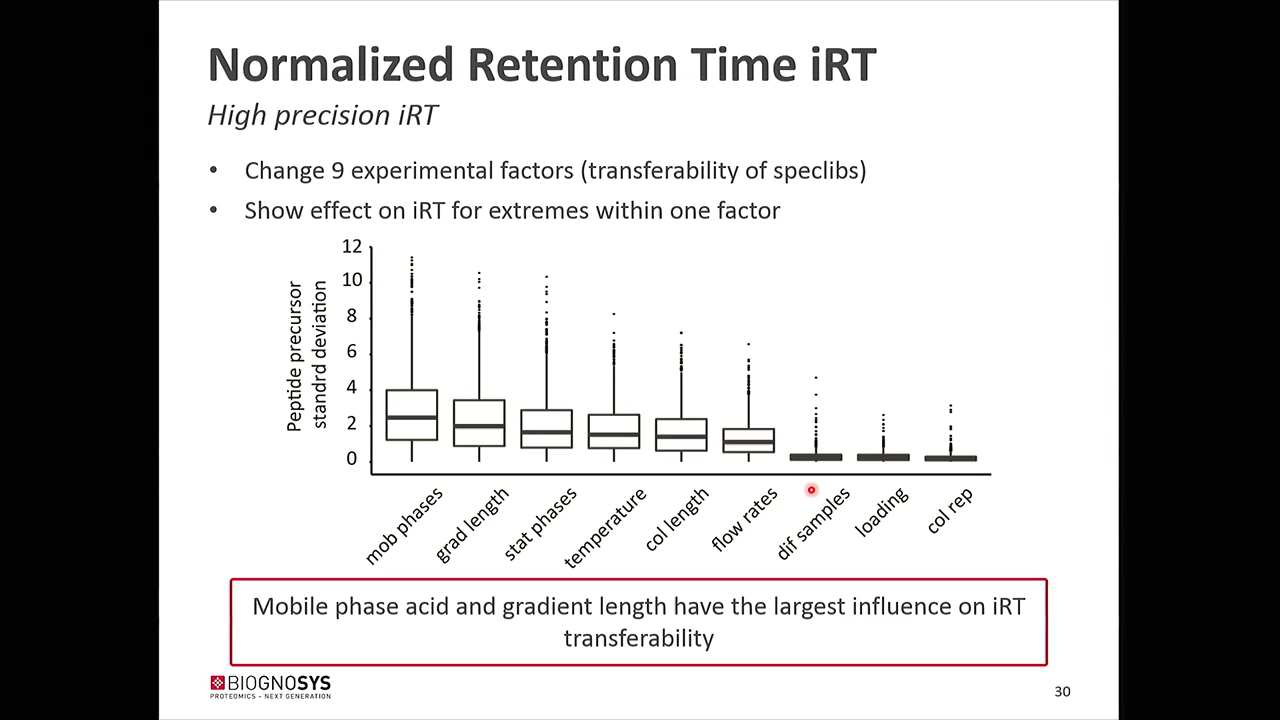 Normalized Retention Time iRT
High precision iRT
• Change 9 experimental factors (transferability of speclibs)
• Show effect on iRT for extremes within one factor
Peptide precursor
standrd deviation
12
10
8
6
4
2
0
mob phases
grad length
stat phases
temperature
col length
flow rates
dif samples
loading
col rep
Mobile phase acid and gradient length have the largest influence on iRT
transferability
BIOGNOSYS
PROTEOMICS – NEXT GENERATION
30